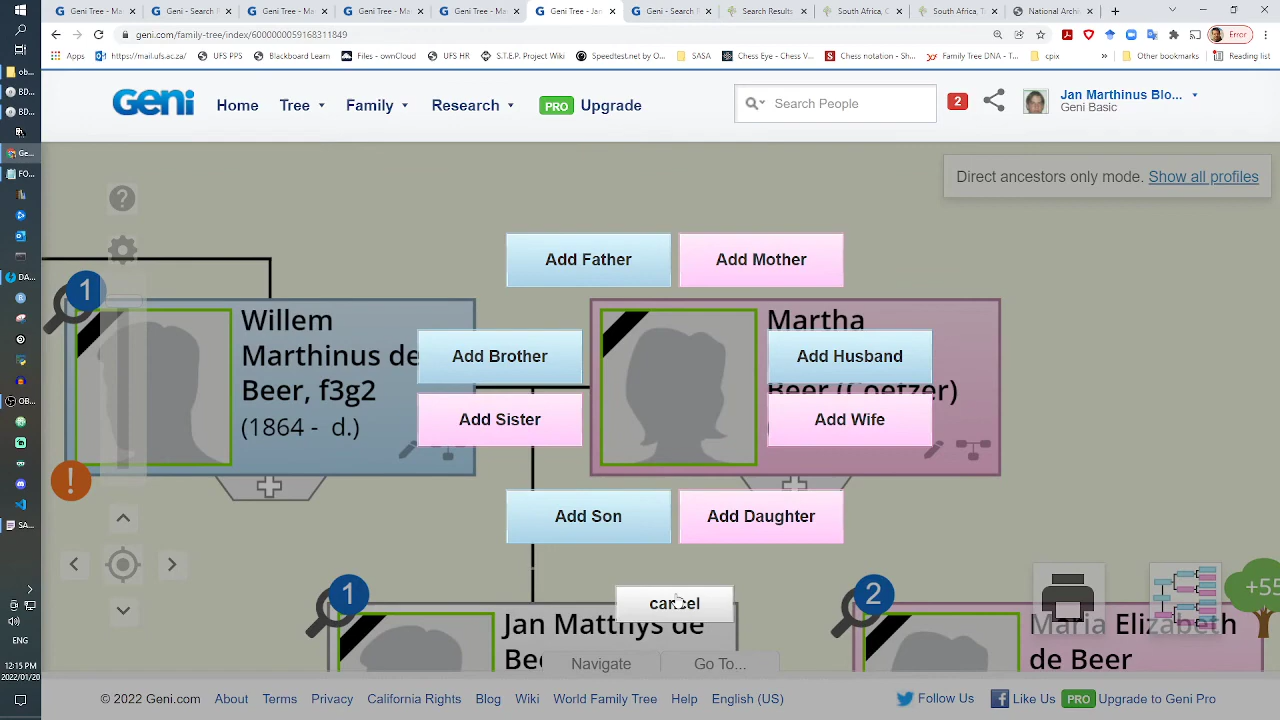 Geni Tree - Ma
Geni - Search
Geni Tree - Ma
Geni Tree - Ma
Geni Tree - Ma
Geni Tree - Ja
Geni - Search
Search Results
South Africa, C
South Africa, T
National Archi
geni.com/family-tree/index/6000000059168311849
Error
Apps
https://mail.ufs.ac.za/
UFS PPS
Blackboard Learn
Files - ownCloud
UFS HR
S.T.E.P. Project Wiki
Speedtest.net by O...
SASA
Chess Eye - Chess V...
Chess notation - Sh...
Family Tree DNA - T...
cpix
Other bookmarks
Reading list
Geni
Home
Tree
Family
Research
PRO
Upgrade
Search People
2
Jan Marthinus Blo...
Geni Basic
Direct ancestors only mode. Show all profiles
Add Father
Add Mother
1
Willem
Marthinus de
Beer, f3g2
(1864 - d.)
Martha
Beer (Coetzer)
Add Brother
Add Husband
Add Sister
Add Wife
Add Son
Add Daughter
cancel
1
Jan Matthys de
2
Maria Elizabeth
de Beer
+55
Navigate
Go To...
© 2022 Geni.com
About
Terms
Privacy
California Rights
Blog
Wiki
World Family Tree
Help
English (US)
Follow Us
Like Us
PRO
Upgrade to Geni Pro
ENG
12:15 PM
2022/02/20